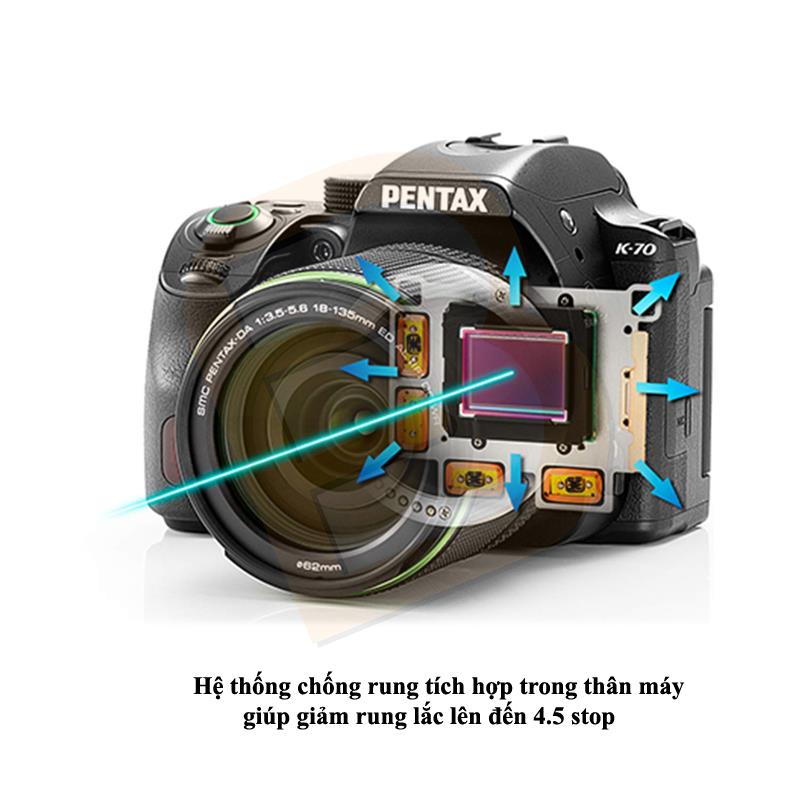 PENTAX
K-70
SMC PENTAX-DA 1:3.5-5.6 18-135mm ED AL
ø62mm
Hệ thống chống rung tích hợp trong thân máy
giúp giảm rung lắc lên đến 4.5 stop